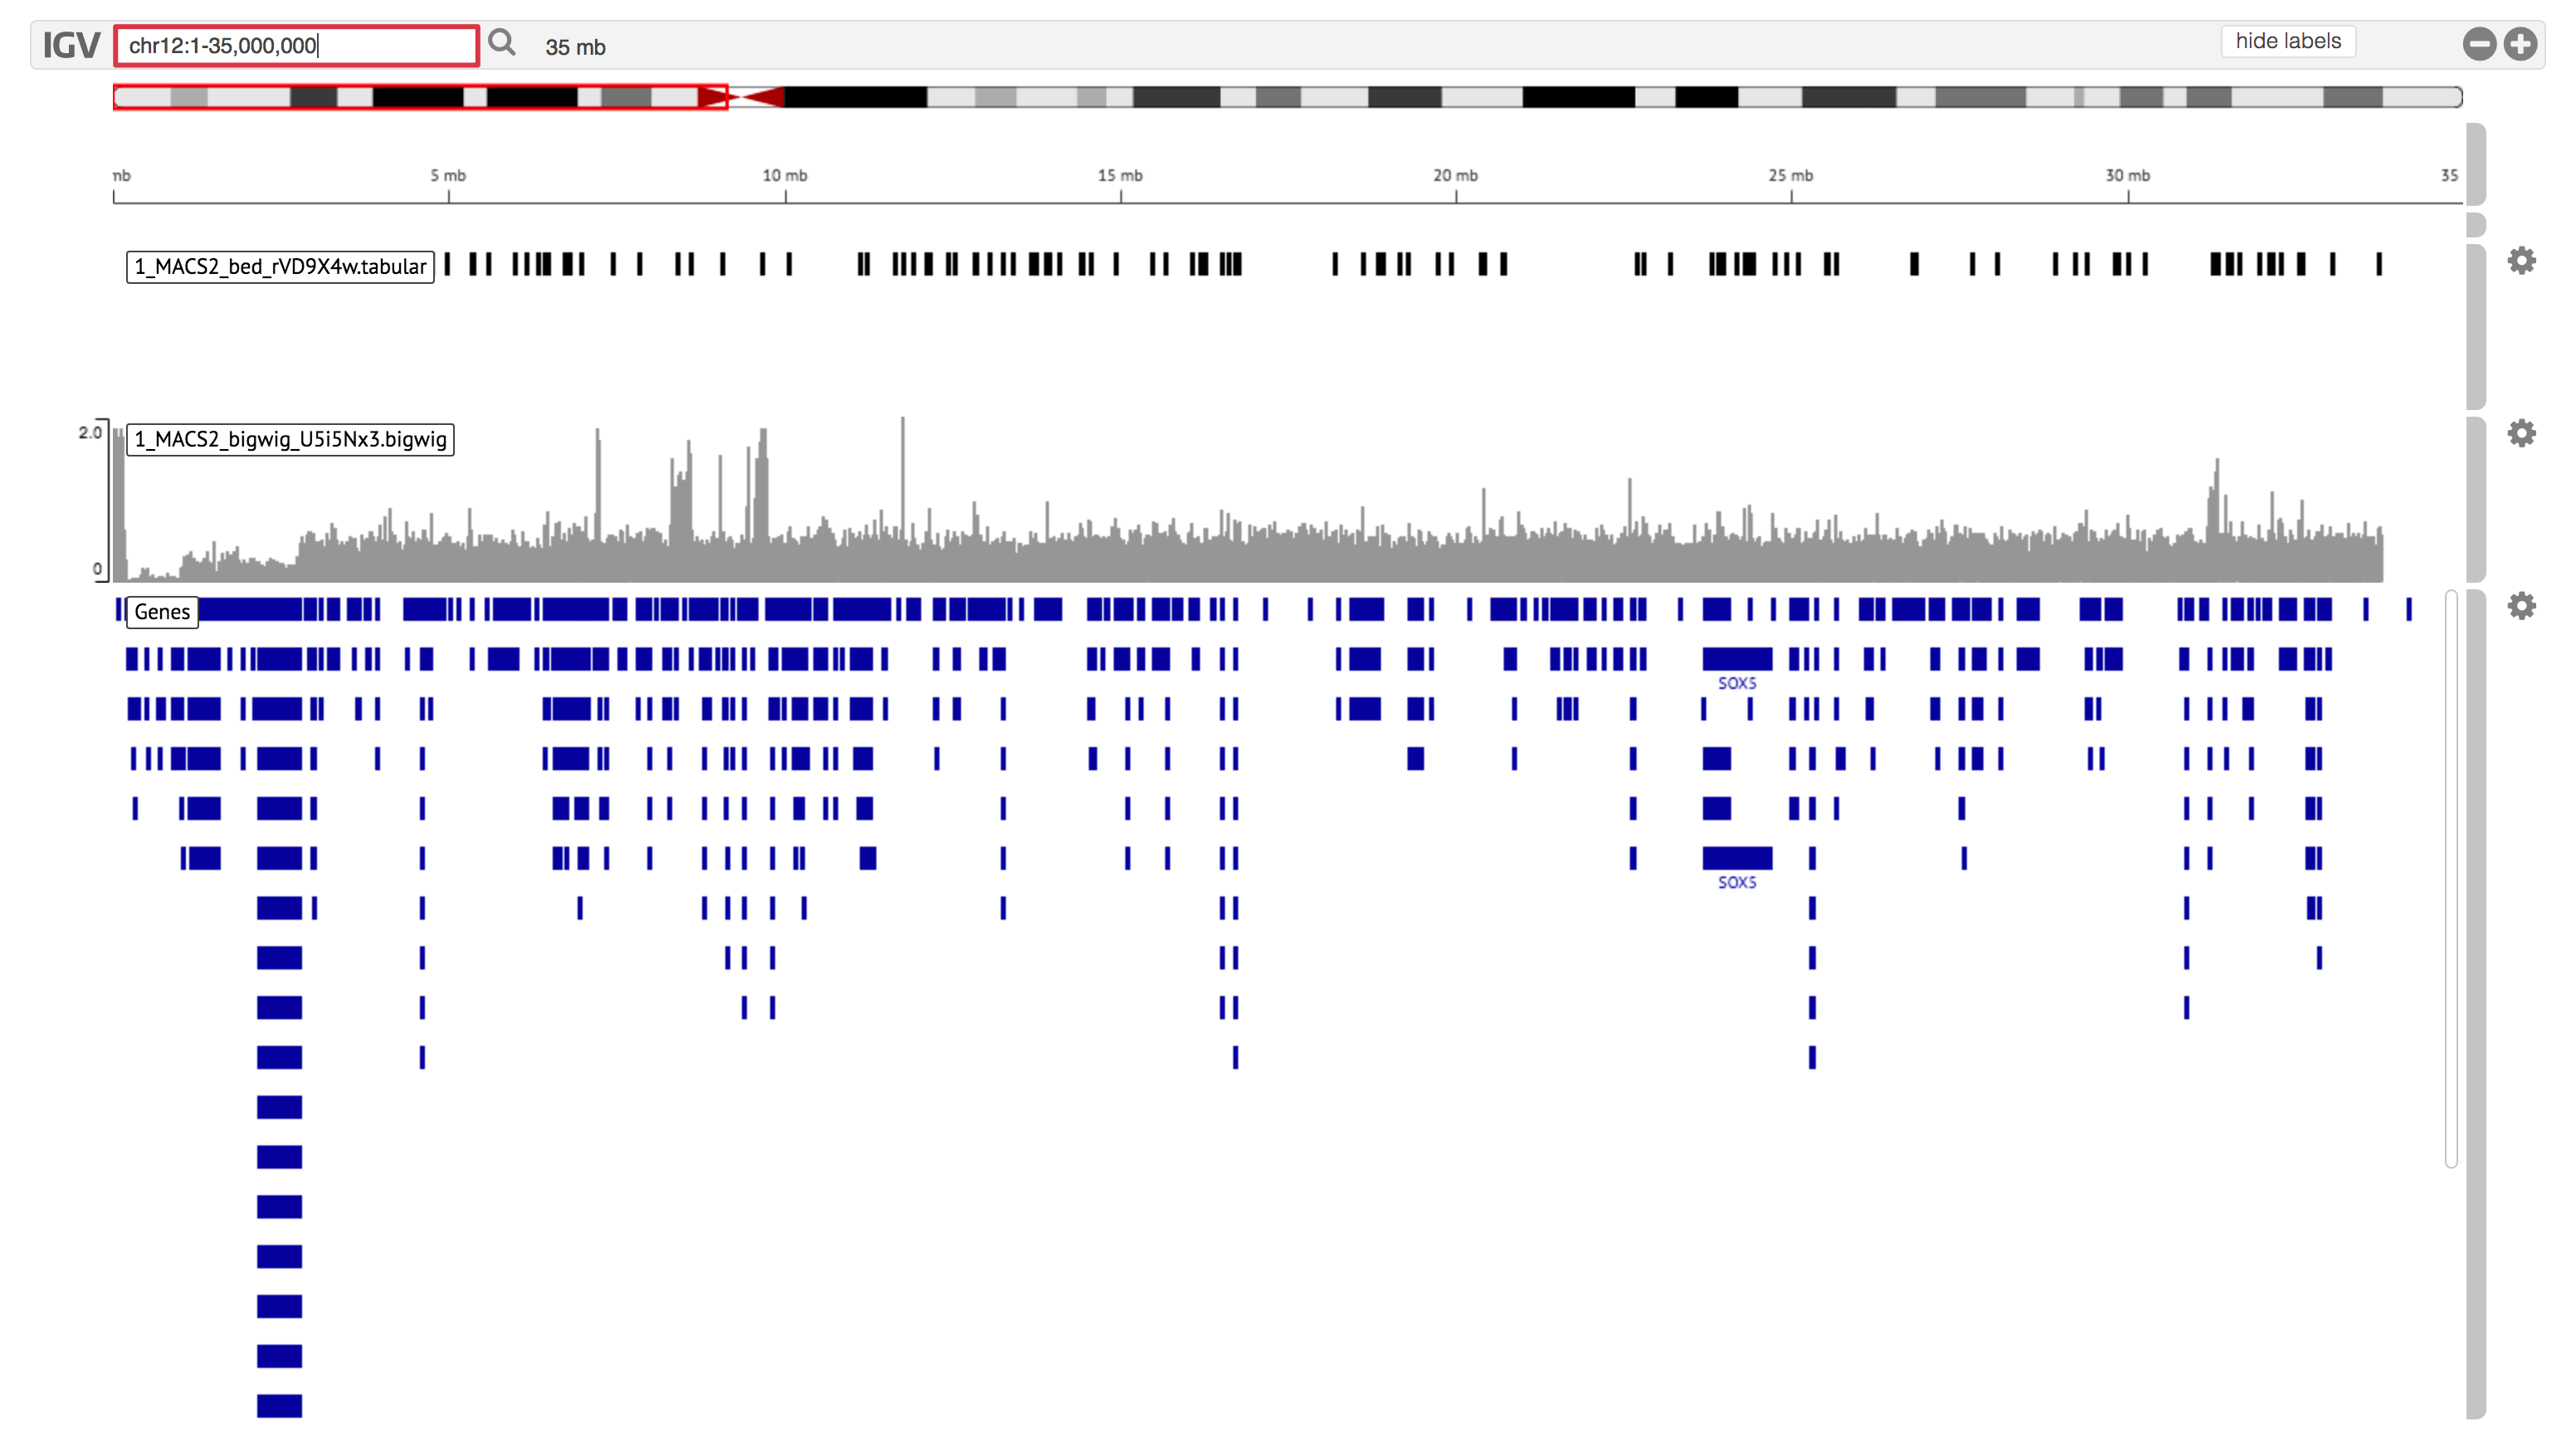 IGV chr12:1-35,000,000 35 mb hide labels
mb 5 mb 10 mb 15 mb 20 mb 25 mb 30 mb 35
1_MACS2_bed_rVD9X4w.tabular
2.0 1_MACS2_bigwig_U5i5Nx3.bigwig
0
Genes
SOX5
SOX5